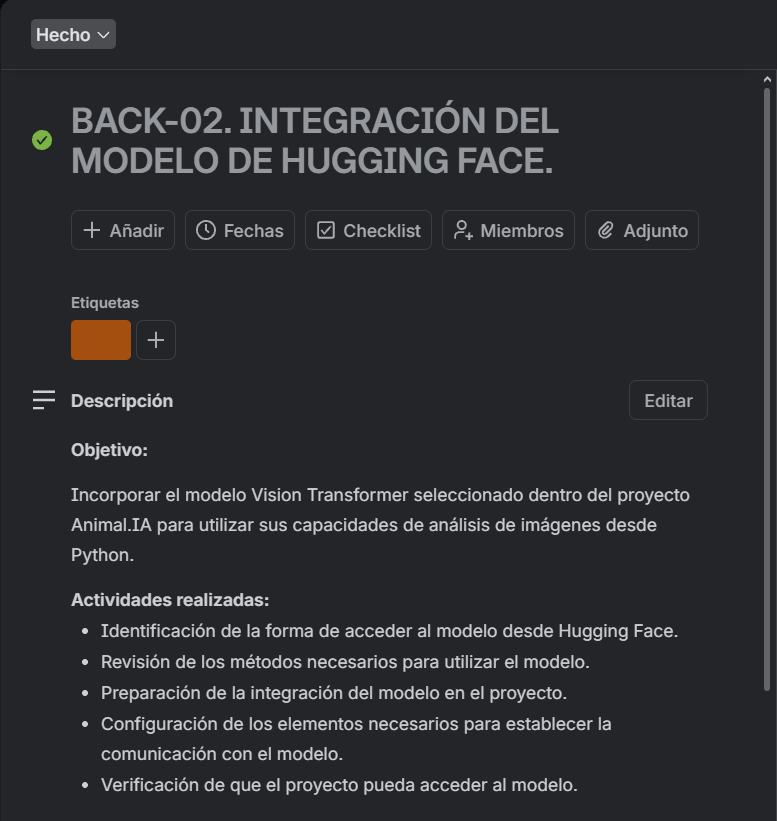 Hecho
BACK-02. INTEGRACIÓN DEL
MODELO DE HUGGING FACE.
Añadir
Fechas
Checklist
Miembros
Adjunto
Etiquetas
Descripción
Editar
Objetivo:
Incorporar el modelo Vision Transformer seleccionado dentro del proyecto
Animal.IA para utilizar sus capacidades de análisis de imágenes desde
Python.
Actividades realizadas:
• Identificación de la forma de acceder al modelo desde Hugging Face.
• Revisión de los métodos necesarios para utilizar el modelo.
• Preparación de la integración del modelo en el proyecto.
• Configuración de los elementos necesarios para establecer la
comunicación con el modelo.
• Verificación de que el proyecto pueda acceder al modelo.